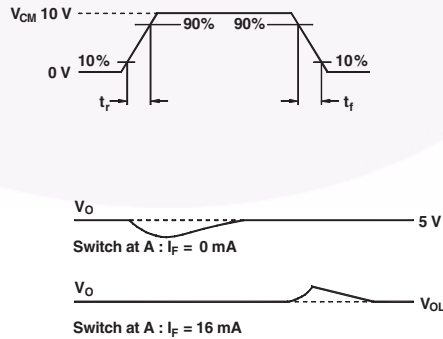 V_CM 10 V
90% 90%
10% 10%
0 V
t_r t_f
V_O
5 V
Switch at A : I_F = 0 mA
V_O
V_OL
Switch at A : I_F = 16 mA